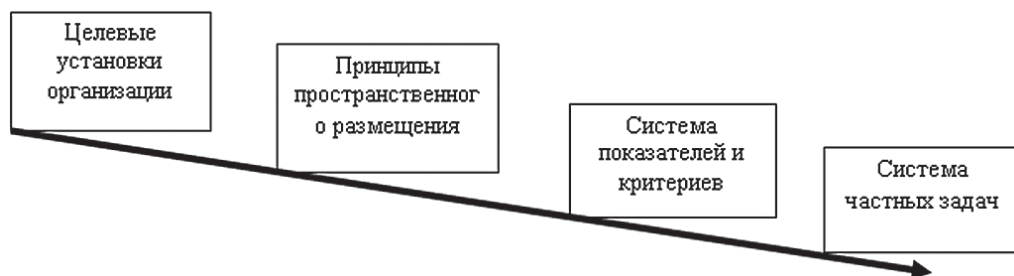 Целевые
установки
организации
Принципы
пространственног
о размещения
Система
показателей и
критериев
Система
частных задач